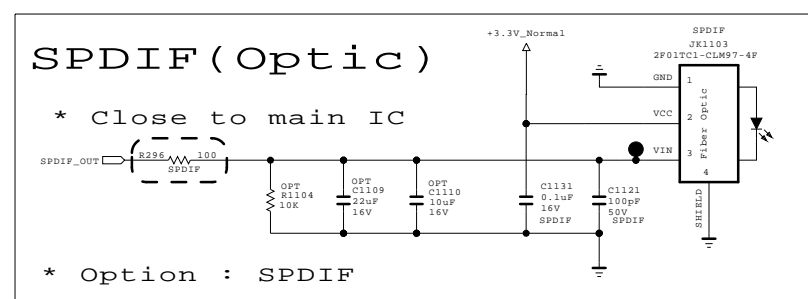 SPDIF(Optic)
* Close to main IC
SPDIF_OUT
R296
100
SPDIF
OPT
R1104
10K
OPT
C1109
22uF
16V
OPT
C1110
10uF
16V
+3.3V_Normal
C1131
0.1uF
16V
SPDIF
C1121
100pF
50V
SPDIF
SPDIF
JK1103
2F01TC1-CLM97-4F
GND
1
VCC
2
VIN
3
4
Fiber Optic
SHIELD
* Option : SPDIF